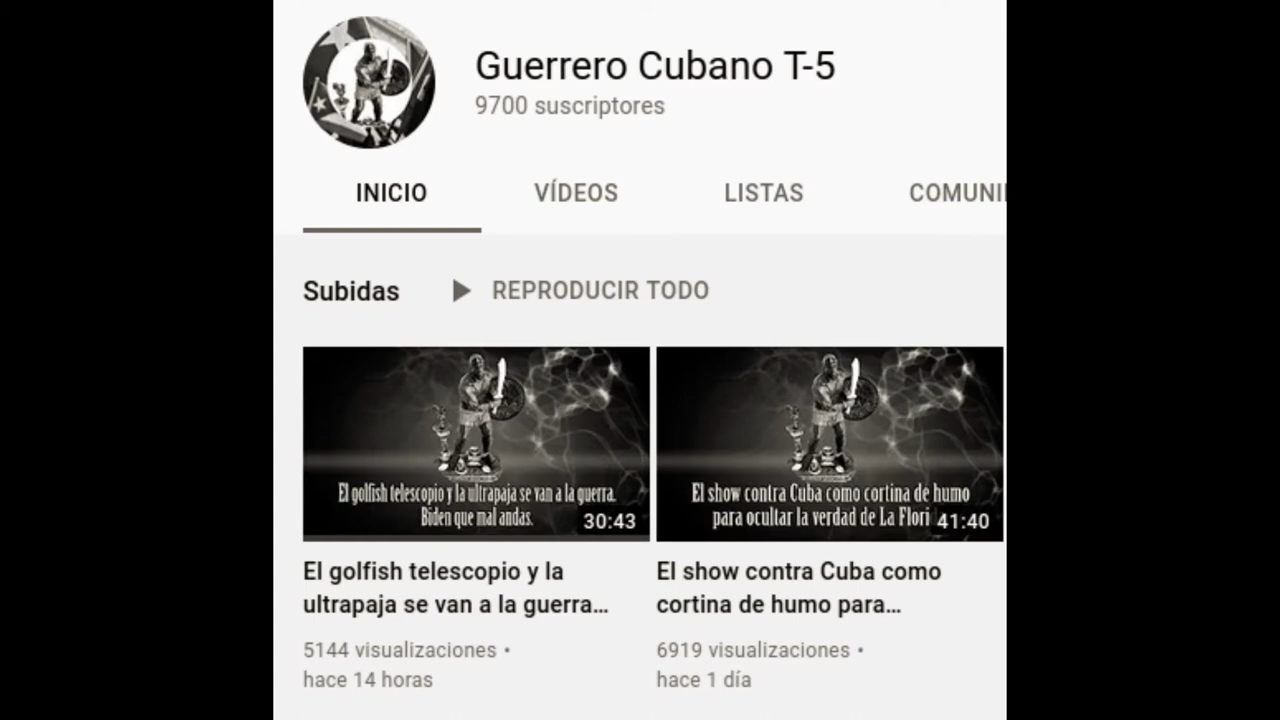 Guerrero Cubano T-5
9700 suscriptores
INICIO VÍDEOS LISTAS COMUNI
Subidas REPRODUCIR TODO
El golfish telescopio y la ultrapaja se van a la guerra.
Biden que mal andas.
30:43
El show contra Cuba como cortina de humo
para ocultar la verdad de La Flori
41:40
El golfish telescopio y la
ultrapaja se van a la guerra…
5144 visualizaciones •
hace 14 horas
El show contra Cuba como
cortina de humo para…
6919 visualizaciones •
hace 1 día